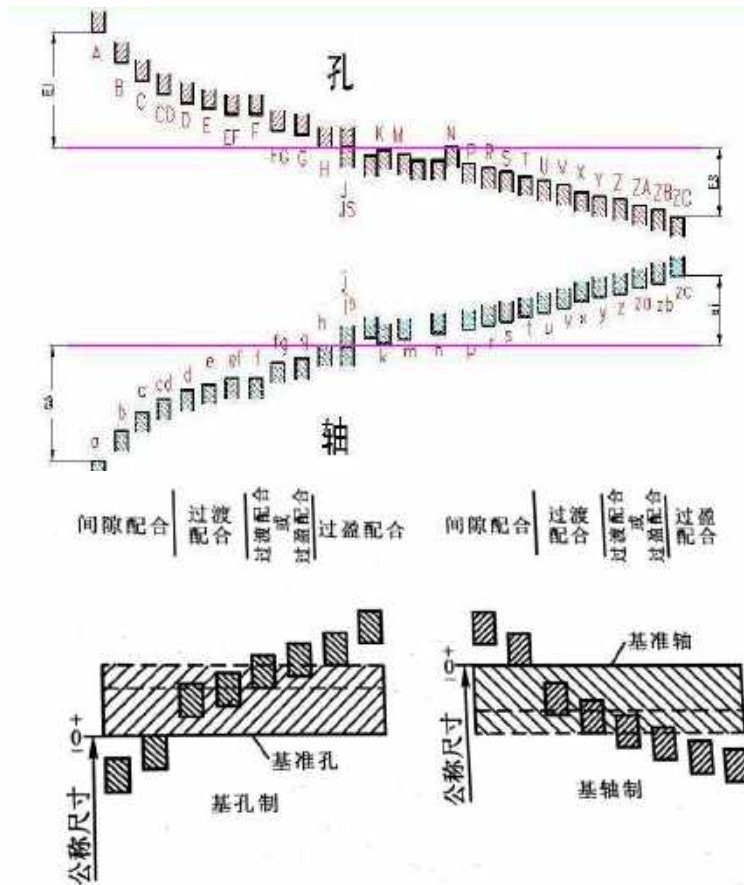 EI
A
B
C
CD
D
E
EF
F
FG
G
H
J
JS
K
M
N
P
R
S
T
U
V
X
Y
Z
ZA
ZB
ZC
ES
孔
a
b
c
cd
d
e
ef
f
fg
g
h
j
js
k
m
n
p
r
s
t
u
v
x
y
z
za
zb
zc
轴
间隙配合
过渡配合
过渡配合或过盈配合
过盈配合
间隙配合
过渡配合
过渡配合或过盈配合
过盈配合
+
0
−
基准孔
公称尺寸
基孔制
+
0
−
基准轴
公称尺寸
基轴制